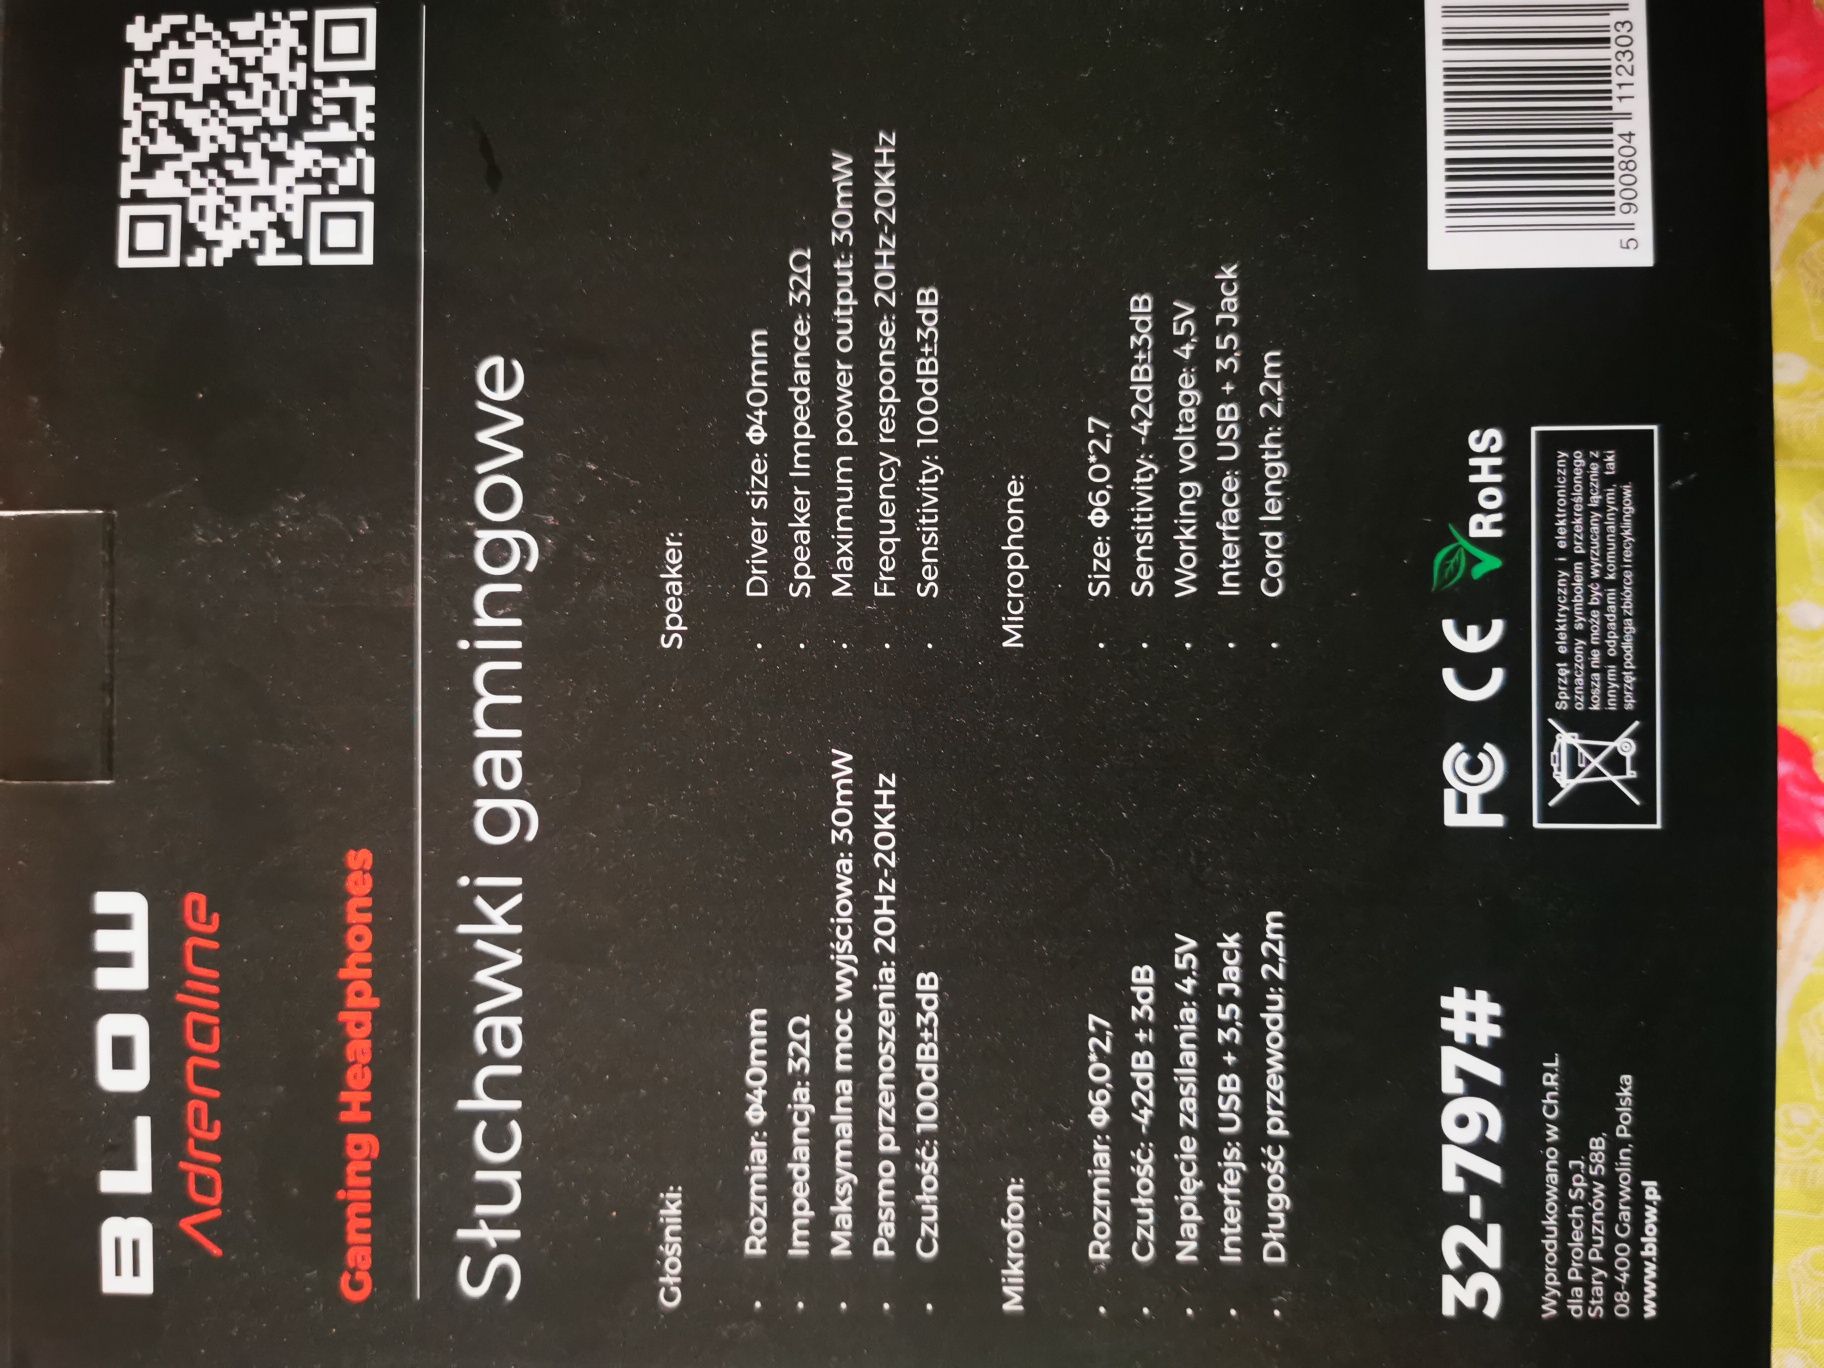 BLOW
Adrenaline
Gaming Headphones
Słuchawki gamingowe
Głóśniki:
• Rozmiar: Φ40mm
• Impedancja: 32Ω
• Maksymalna moc wyjściowa: 30mW
• Pasmo przenoszenia: 20Hz-20KHz
• Czułość: 100dB±3dB
Mikrofon:
• Rozmiar: Φ6,0*2,7
• Czułość: -42dB ± 3dB
• Napięcie zasilania: 4.5V
• Interfejs: USB + 3,5 Jack
• Długość przewodu: 2,2m
Speaker:
• Driver size: Φ40mm
• Speaker Impedance: 32Ω
• Maximum power output: 30mW
• Frequency response: 20Hz-20KHz
• Sensitivity: 100dB±3dB
Microphone:
• Size: Φ6,0*2,7
• Sensitivity: -42dB±3dB
• Working voltage: 4,5V
• Interface: USB + 3,5 Jack
• Cord length: 2,2m
32-797#
Wyprodukowano w Ch.R.L.
dla Prolech Sp.J.
Stary Puznów 58B,
08-400 Garwolin, Polska
www.blow.pl
FC CE RoHS
Sprzęt elektryczny i elektroniczny
oznaczony symbolem przekreślonego
kosza nie może być wyrzucany łącznie z
innymi odpadami komunalnymi, taki
sprzęt podlega zbiórce i recyklingowi.
5 900804 112303